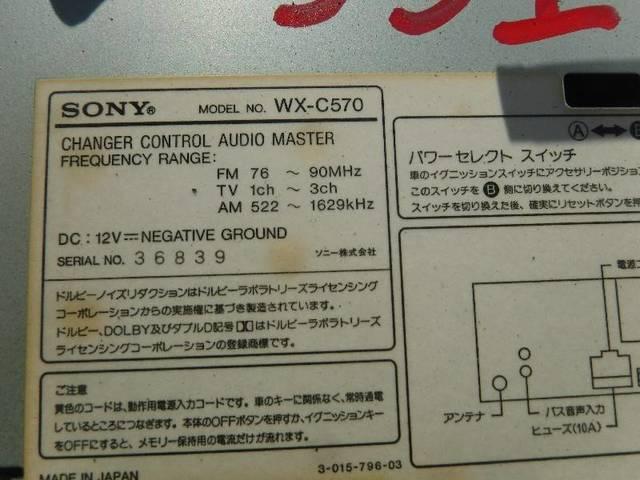 SONY® MODEL NO. WX-C570
CHANGER CONTROL AUDIO MASTER
FREQUENCY RANGE:
FM 76 ～ 90MHz
TV 1ch ～ 3ch
AM 522 ～ 1629kHz
DC : 12V⎓NEGATIVE GROUND
ソニー株式会社
SERIAL NO. 36839
ドルビーノイズリダクションはドルビーラボラトリーズライセンシング
コーポレーションからの実施権に基づき製造されています。
ドルビー、DOLBY及びダブルD記号はドルビーラボラトリーズ
ライセンシングコーポレーションの登録商標です。
ご注意
黄色のコードは、動作用電源入力コードです。車のキーに関係なく、常時通電
しているところにつなぎます。本体のOFFボタンを押すか、イグニッションキー
をOFFにすると、メモリー保持用の電流だけが流れます。
MADE IN JAPAN
3-015-796-03
Ⓐ↔Ⓑ
パワーセレクト スイッチ
車のイグニッションスイッチにアクセサリーポジション
このスイッチを Ⓑ 側に切り換えてください。
スイッチを切り換えた後、確実にリセットボタンを押
電源コ
アンテナ
バス音声入力
ヒューズ(10A)